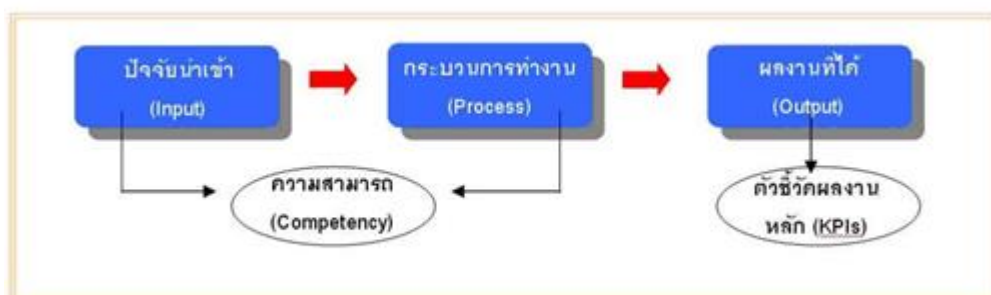 ปัจจัยนำเข้า
(Input)
กระบวนการทำงาน
(Process)
ผลงานที่ได้
(Output)
ความสามารถ
(Competency)
ตัวชี้วัดผลงาน
หลัก (KPIs)